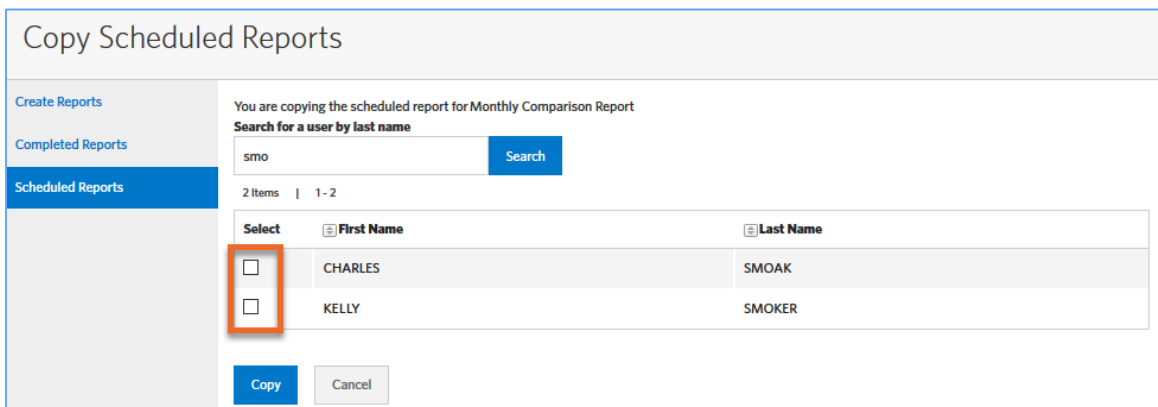 Copy Scheduled Reports
Create Reports
Completed Reports
Scheduled Reports
You are copying the scheduled report for Monthly Comparison Report
Search for a user by last name
smo
Search
2 Items | 1 - 2
Select First Name Last Name
CHARLES SMOAK
KELLY SMOKER
Copy Cancel